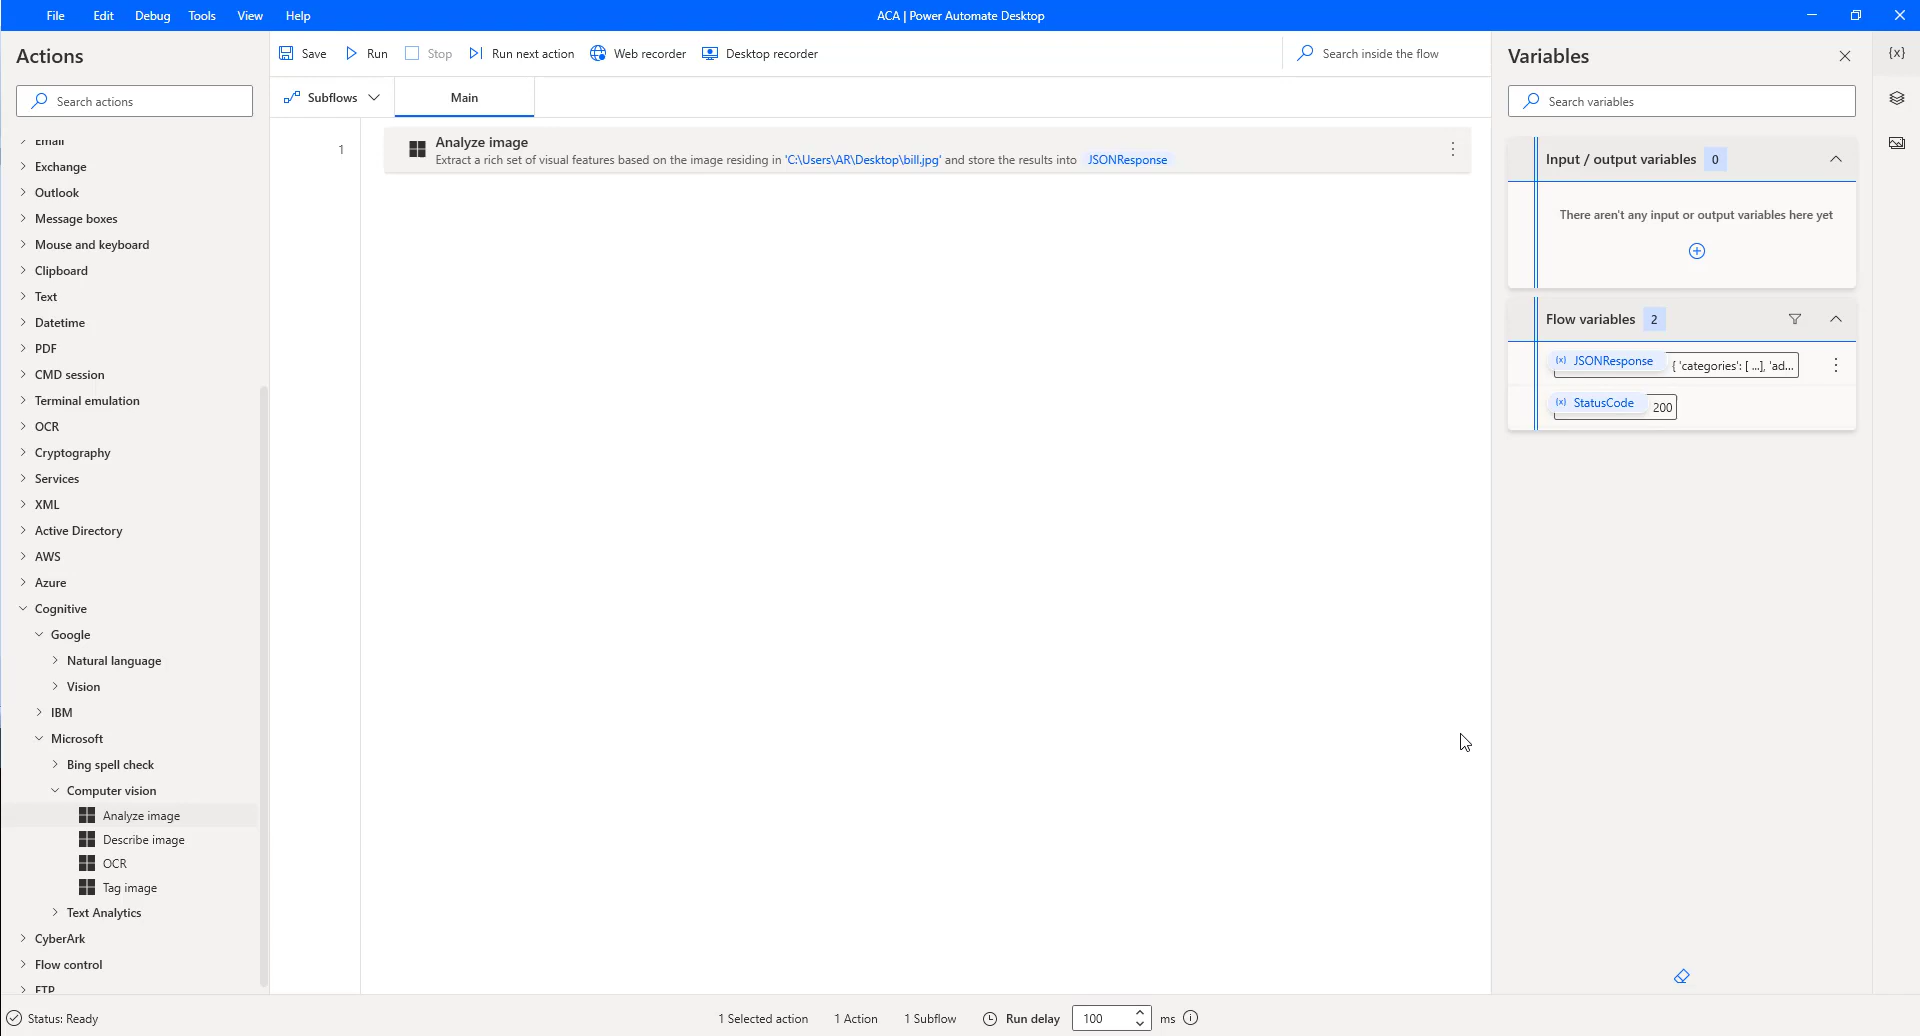 File Edit Debug Tools View Help
ACA | Power Automate Desktop
Actions
Save Run Stop Run next action Web recorder Desktop recorder
Search inside the flow
Search actions
Subflows Main
Email
Exchange
Outlook
Message boxes
Mouse and keyboard
Clipboard
Text
Datetime
PDF
CMD session
Terminal emulation
OCR
Cryptography
Services
XML
Active Directory
AWS
Azure
Cognitive
Google
Natural language
Vision
IBM
Microsoft
Bing spell check
Computer vision
Analyze image
Describe image
OCR
Tag image
Text Analytics
CyberArk
Flow control
FTP
1
Analyze image
Extract a rich set of visual features based on the image residing in 'C:\Users\AR\Desktop\bill.jpg' and store the results into JSONResponse
Variables
{x}
Search variables
Input / output variables 0
There aren't any input or output variables here yet
Flow variables 2
(x) JSONResponse { 'categories': [ ...], 'ad...
(x) StatusCode 200
Status: Ready
1 Selected action 1 Action 1 Subflow Run delay 100 ms